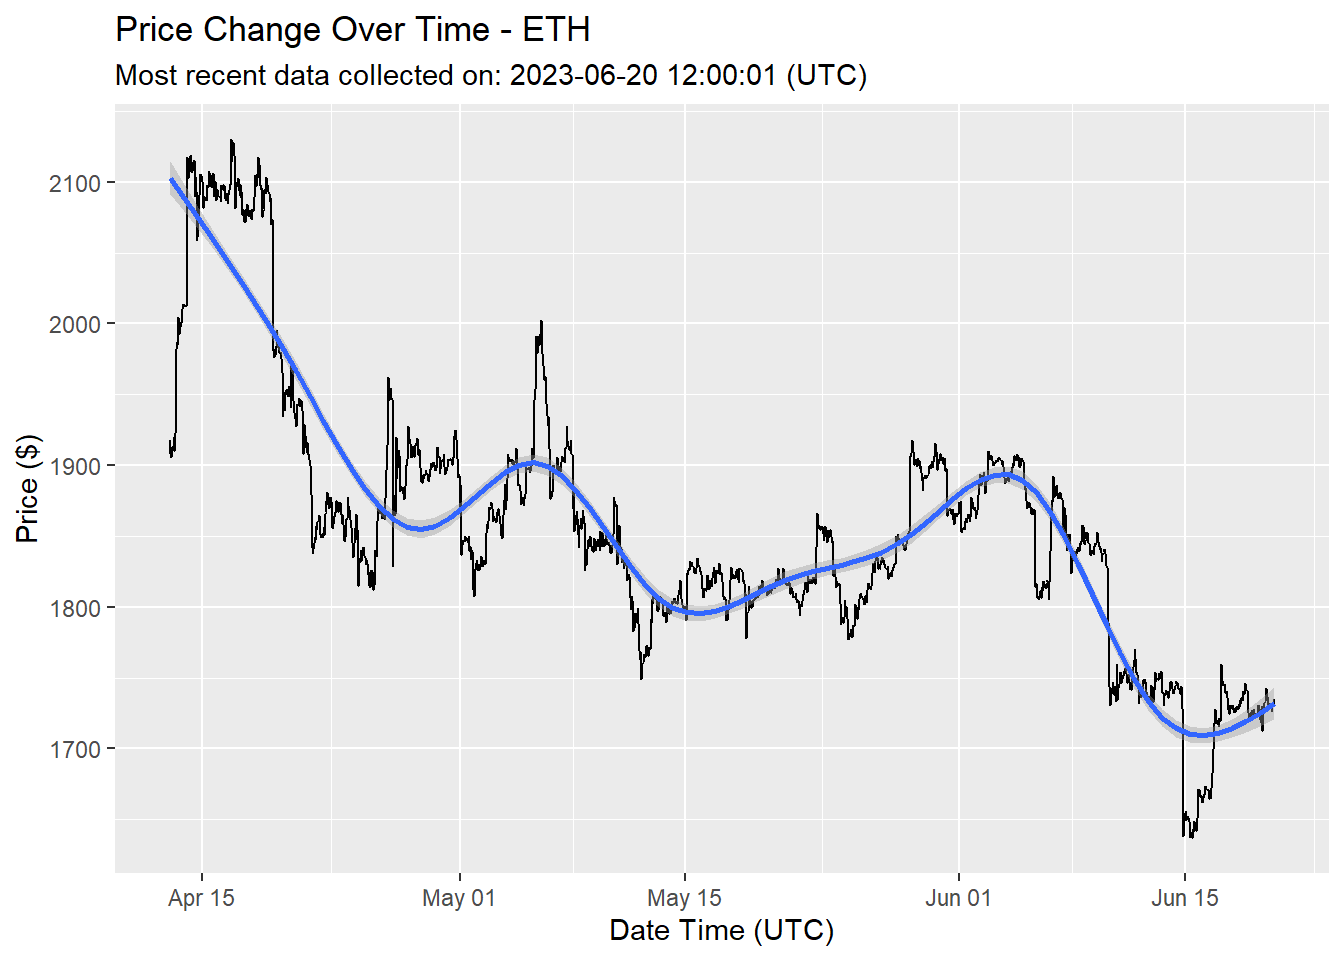 Price Change Over Time - ETH
Most recent data collected on: 2023-06-20 12:00:01 (UTC)
Price ($)
2100
2000
1900
1800
1700
Apr 15
May 01
May 15
Jun 01
Jun 15
Date Time (UTC)